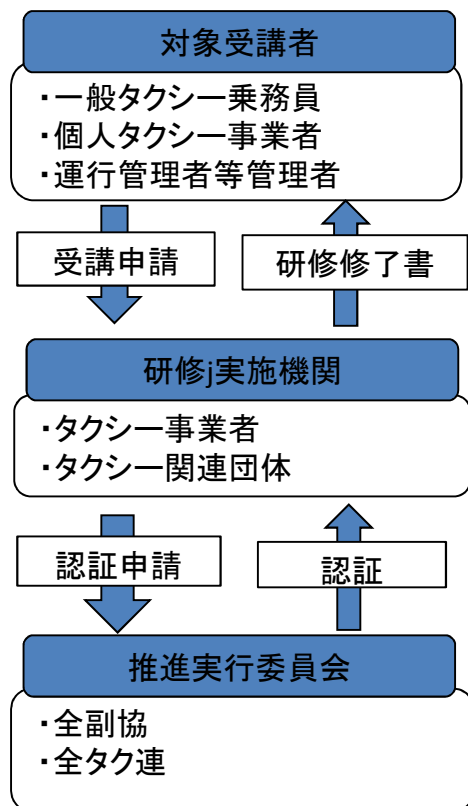 対象受講者
・一般タクシー乗務員
・個人タクシー事業者
・運行管理者等管理者
受講申請
研修修了書
研修j実施機関
・タクシー事業者
・タクシー関連団体
認証申請
認証
推進実行委員会
・全副協
・全タク連